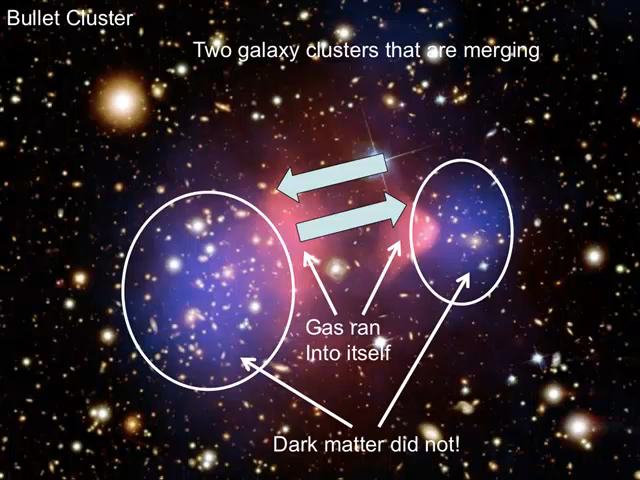 Bullet Cluster
Two galaxy clusters that are merging
Gas ran
Into itself
Dark matter did not!